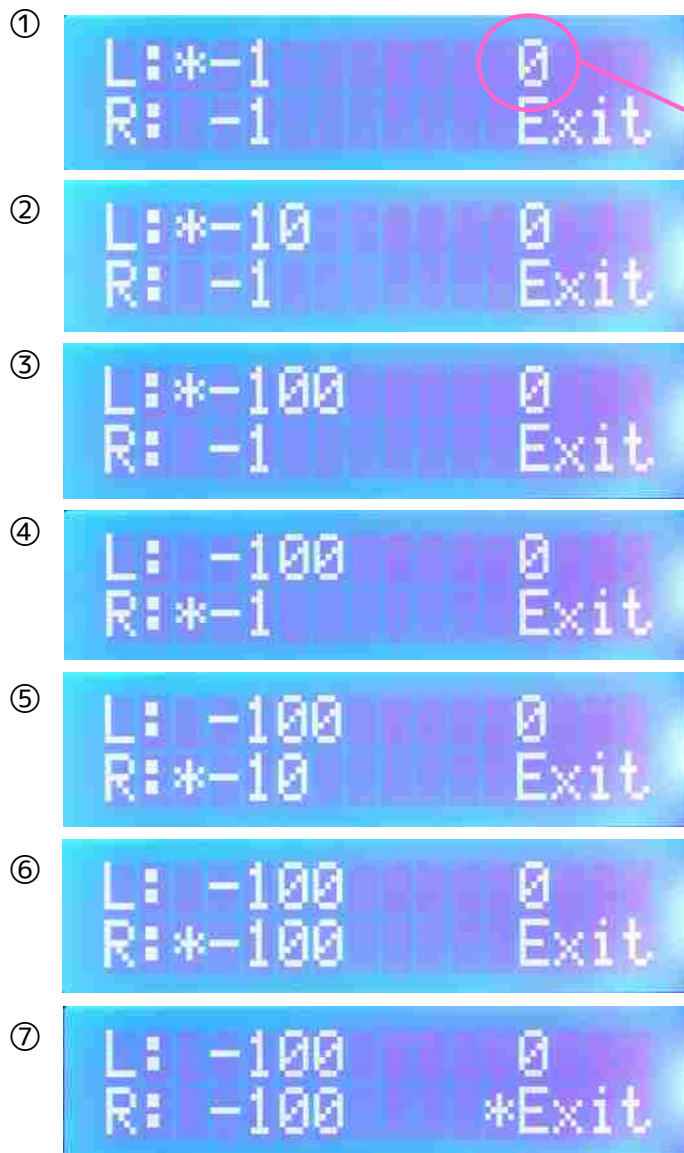 ①
L:*-1 0
R: -1 Exit
②
L:*-10 0
R: -1 Exit
③
L:*-100 0
R: -1 Exit
④
L: -100 0
R:*-1 Exit
⑤
L: -100 0
R:*-10 Exit
⑥
L: -100 0
R:*-100 Exit
⑦
L: -100 0
R: -100 *Exit